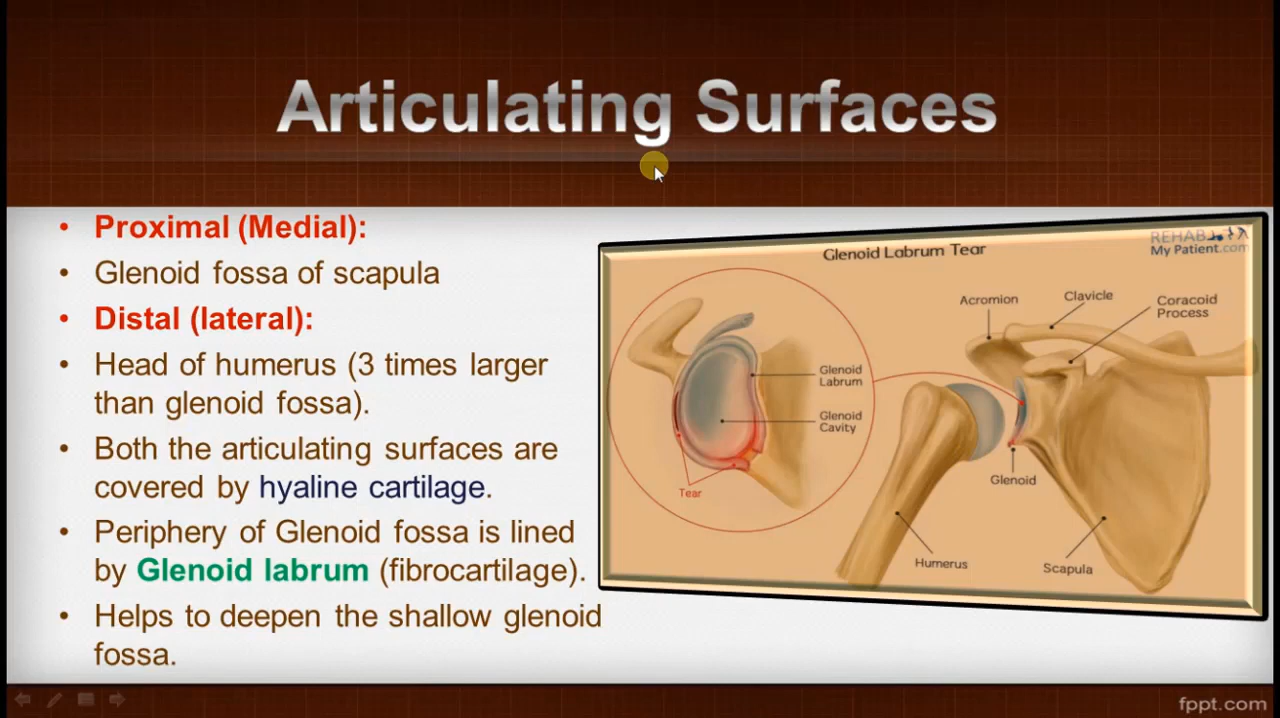 Articulating Surfaces
• Proximal (Medial):
• Glenoid fossa of scapula
• Distal (lateral):
• Head of humerus (3 times larger
than glenoid fossa).
• Both the articulating surfaces are
covered by hyaline cartilage.
• Periphery of Glenoid fossa is lined
by Glenoid labrum (fibrocartilage).
• Helps to deepen the shallow glenoid
fossa.
Glenoid Labrum Tear
REHAB
My Patient.com
Acromion
Clavicle
Coracoid
Process
Glenoid
Labrum
Glenoid
Cavity
Tear
Glenoid
Humerus
Scapula
fppt.com